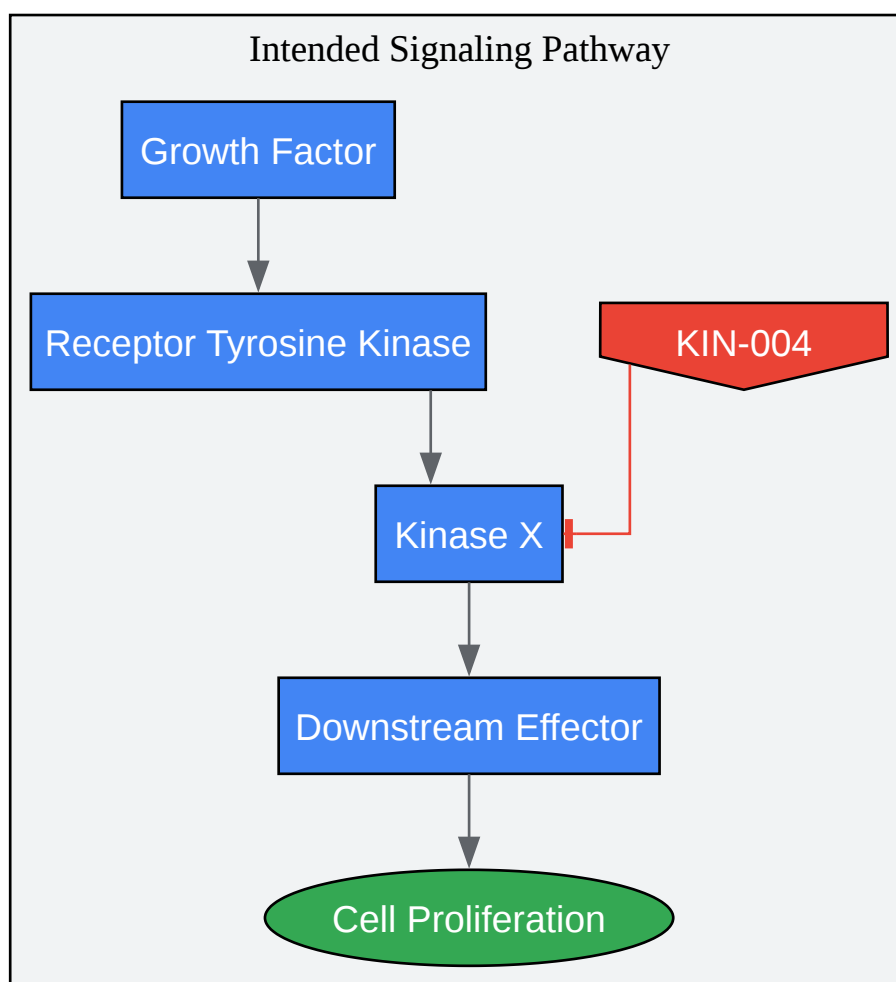 Intended Signaling Pathway
Growth Factor
Receptor Tyrosine Kinase
KIN-004
Kinase X
Downstream Effector
Cell Proliferation